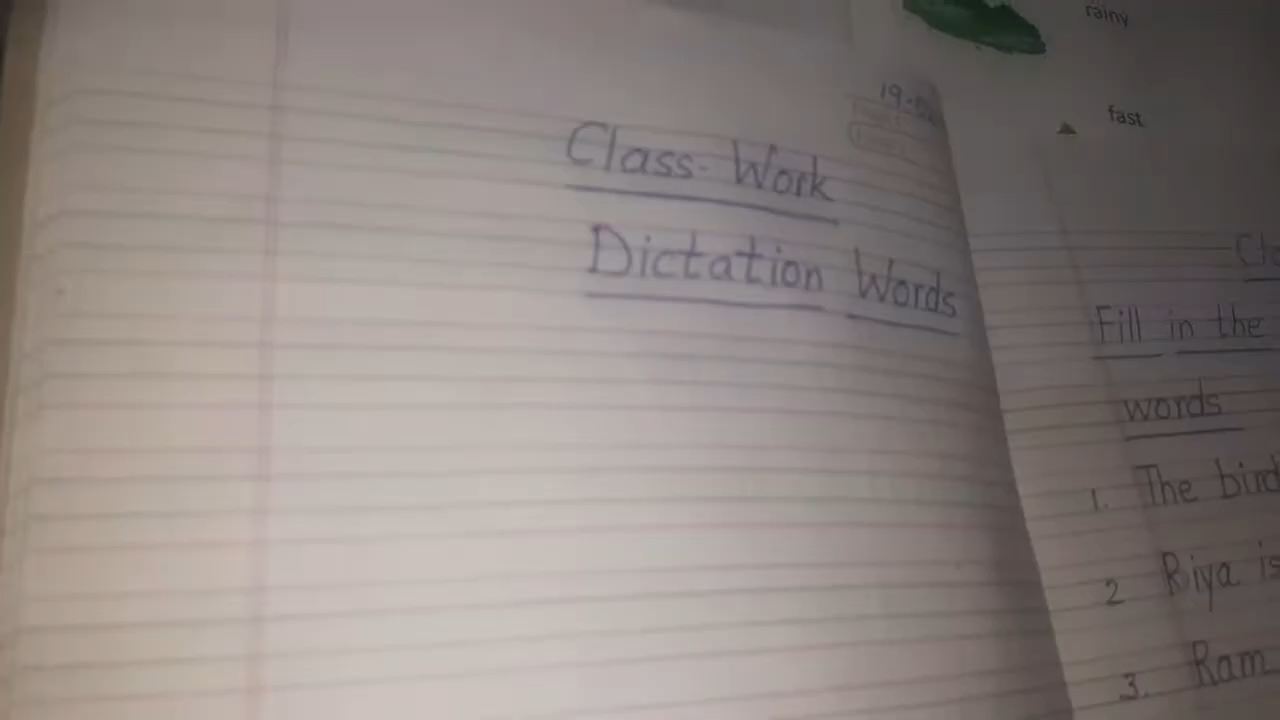 Class-Work
Dictation Words
rainy
fast
Fill in the
words
1. The bird
2 Riya is
3. Ram